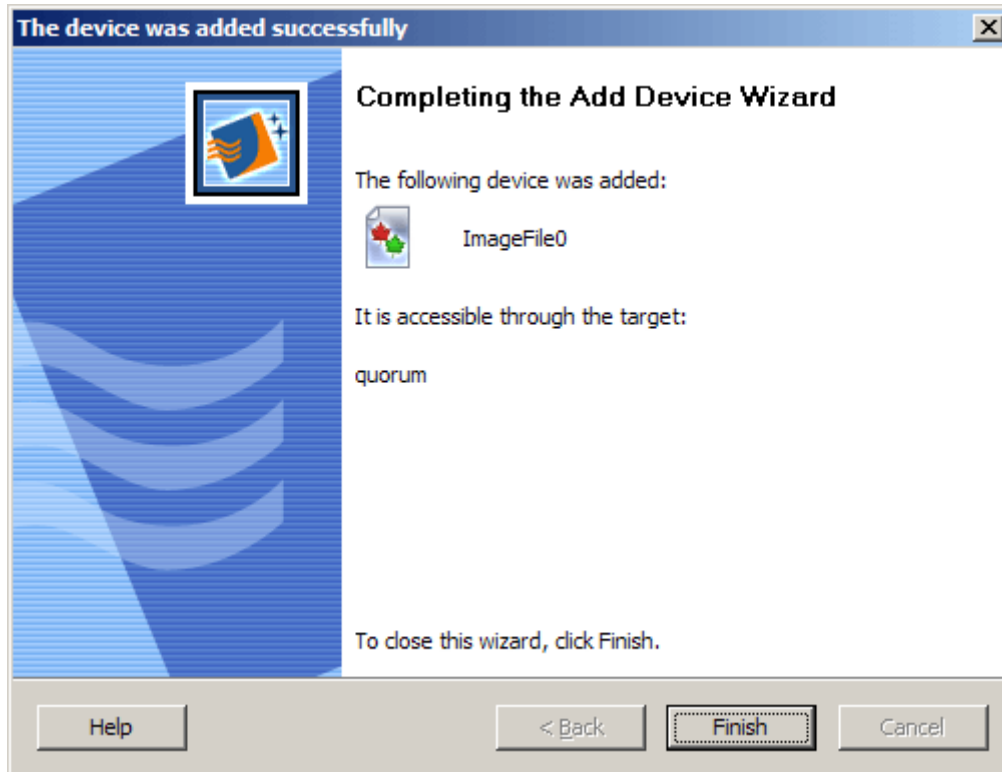 The device was added successfully
Completing the Add Device Wizard
The following device was added:
ImageFile0
It is accessible through the target:
quorum
To close this wizard, click Finish.
Help
< Back
Finish
Cancel